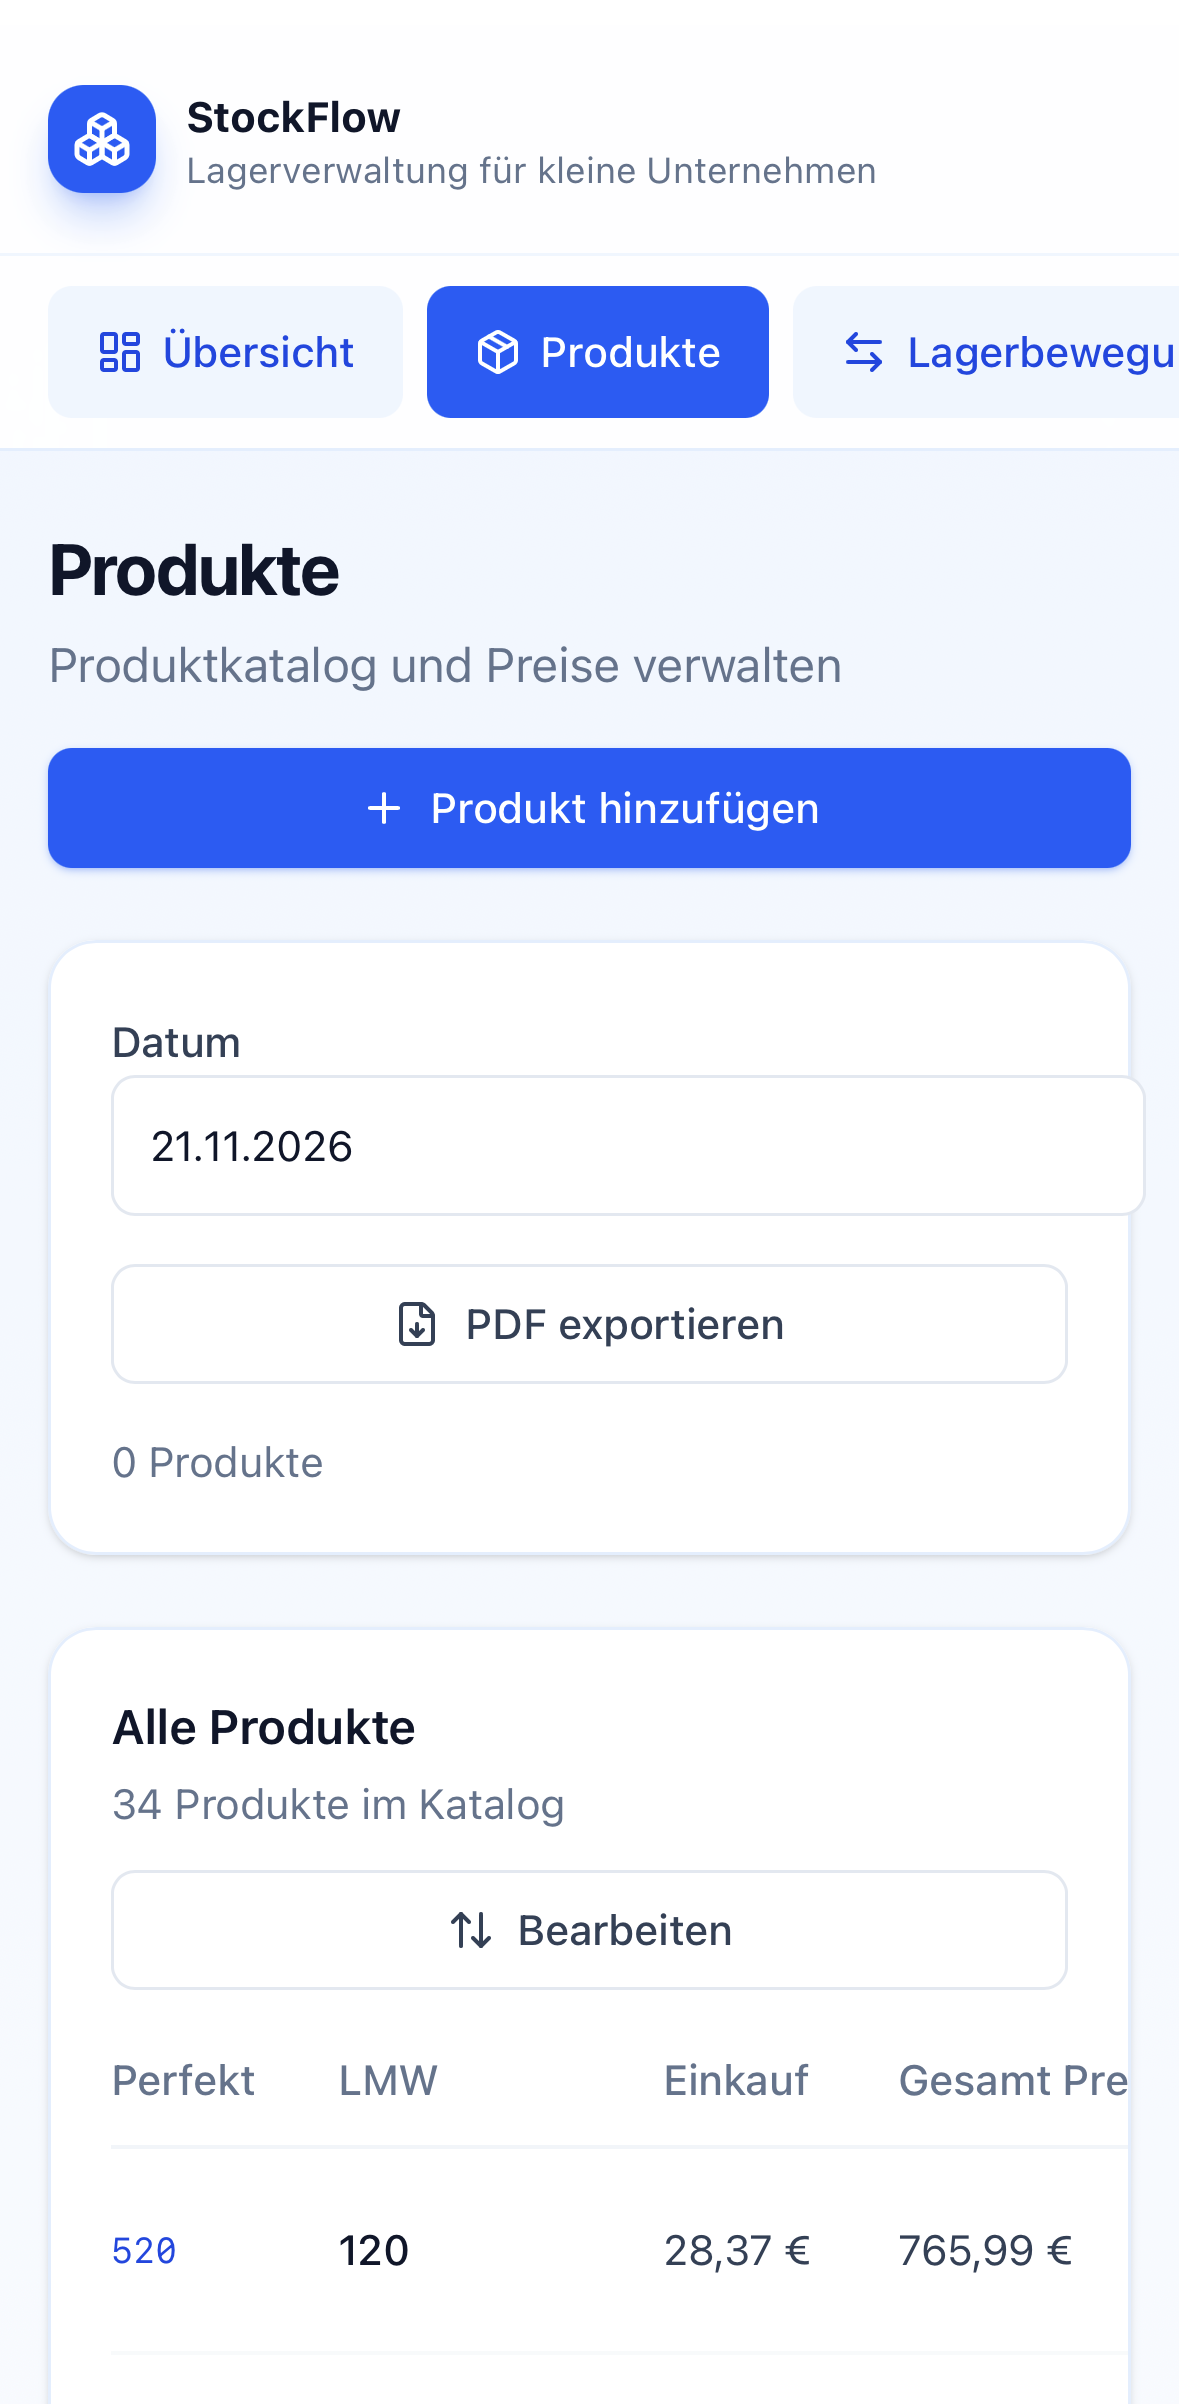 StockFlow
Lagerverwaltung für kleine Unternehmen
Übersicht Produkte Lagerbewegu
Produkte
Produktkatalog und Preise verwalten
Produkt hinzufügen
Datum
21.11.2026
PDF exportieren
0 Produkte
Alle Produkte
34 Produkte im Katalog
Bearbeiten
Perfekt LMW Einkauf Gesamt Pre
520 120 28,37 € 765,99 €